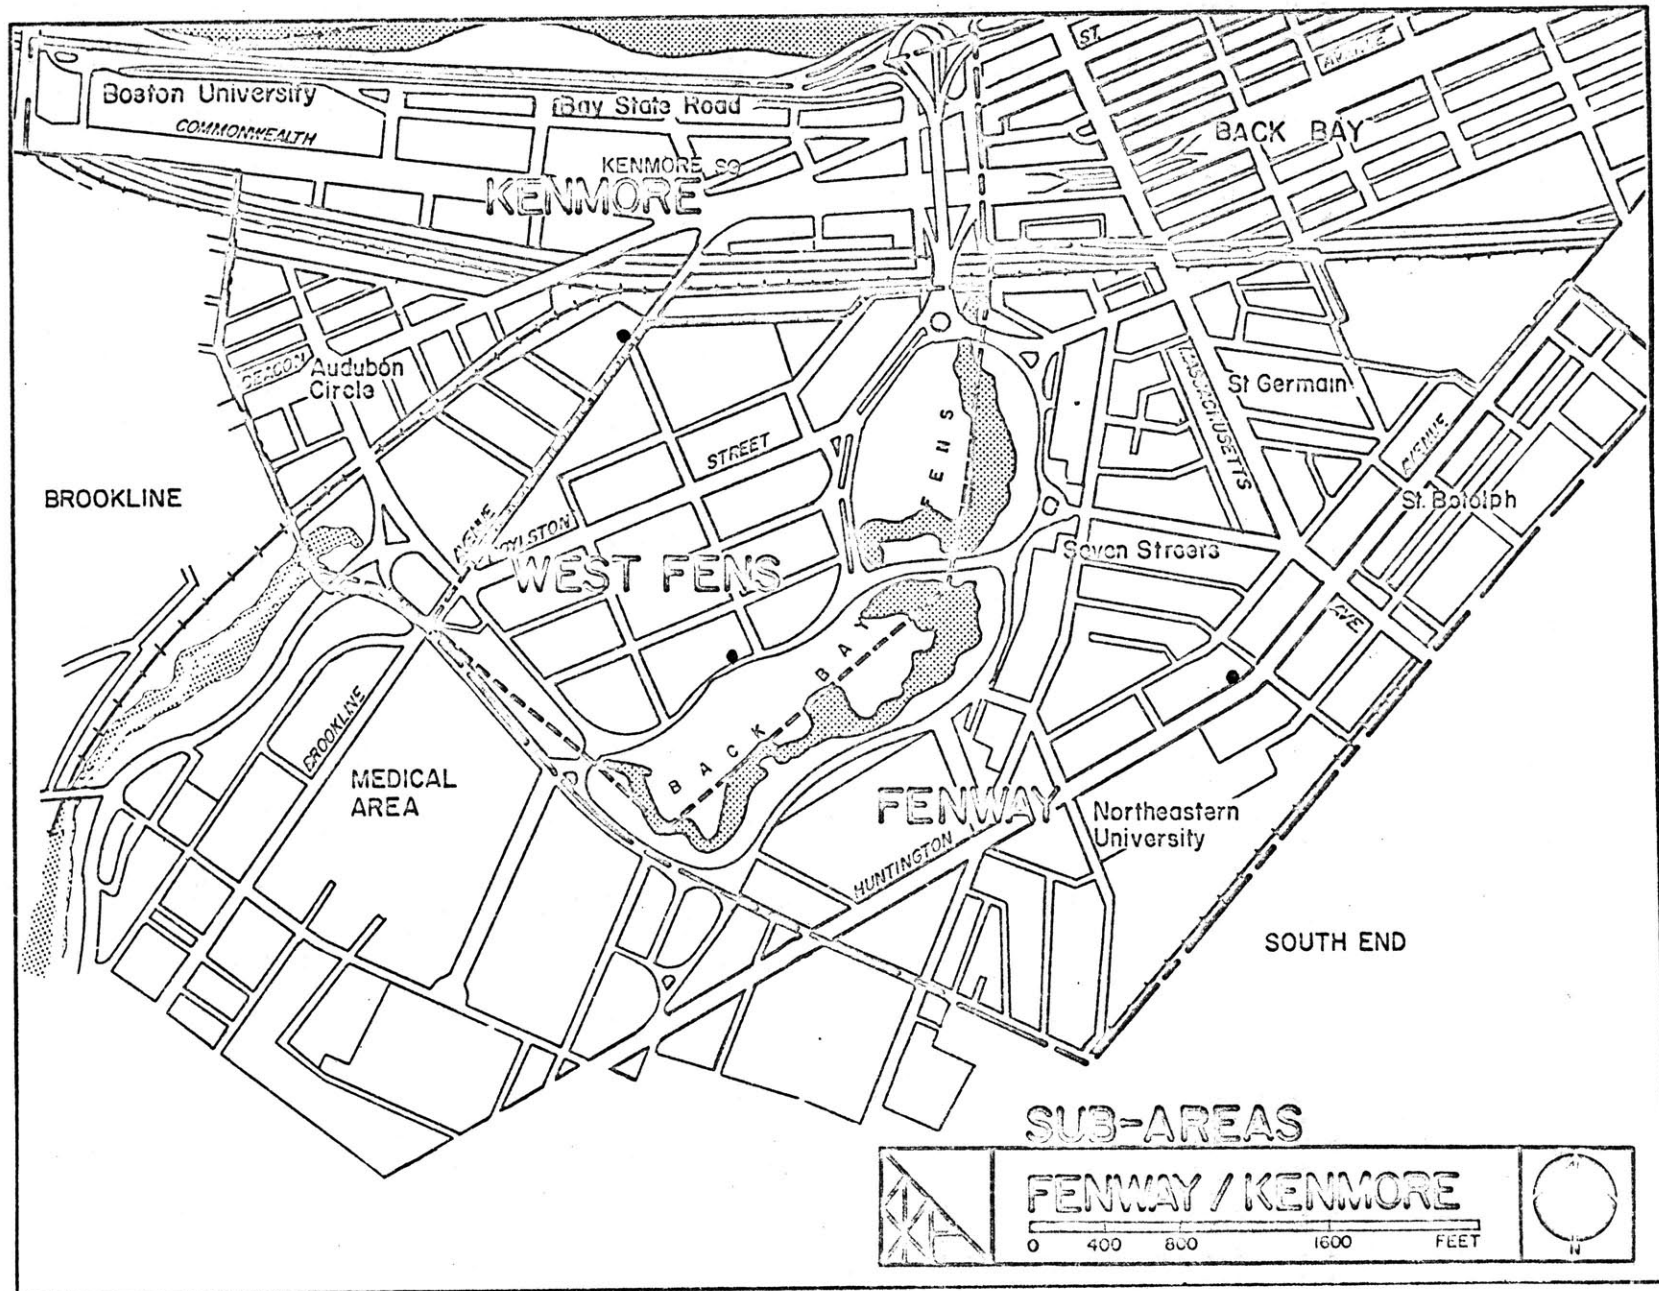 ST.
AVENUE
Boston University
Bay State Road
COMMONWEALTH
BACK BAY
KENMORE SQ
KENMORE
BEACON
Audubon
Circle
St Germain
MASSACHUSETTS
FENS
STREET
AVENUE
BROOKLINE
St. Botolph
AVENUE
BOYLSTON
Seven Streets
WEST FENS
AVE
BACK BAY
BROOKLINE
MEDICAL
AREA
FENWAY
Northeastern
University
HUNTINGTON
SOUTH END
SUB-AREAS
FENWAY / KENMORE
0 400 800 1600 FEET
N